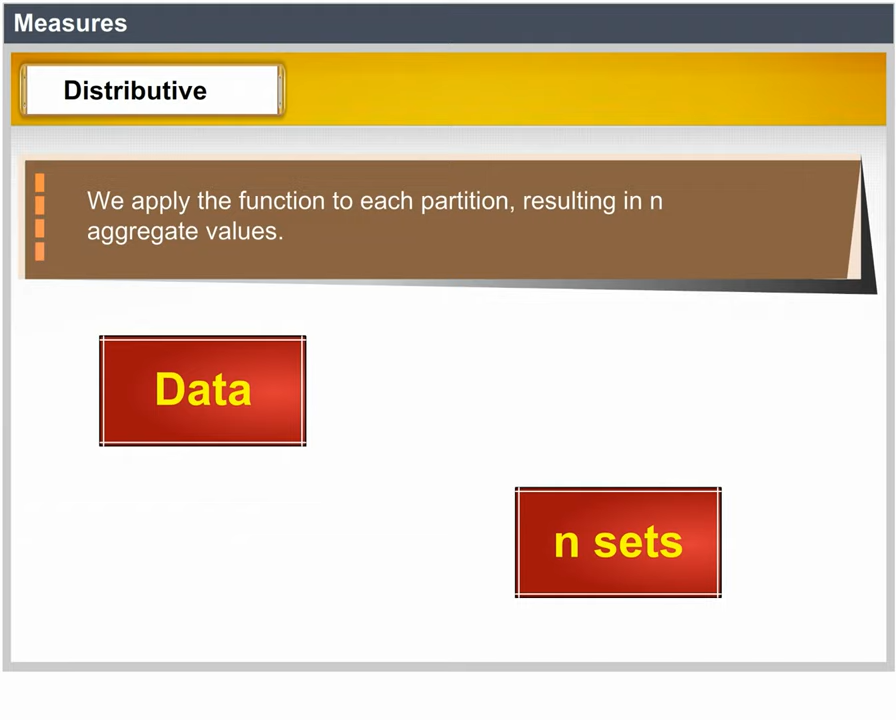 Measures
Distributive
We apply the function to each partition, resulting in n
aggregate values.
Data
n sets